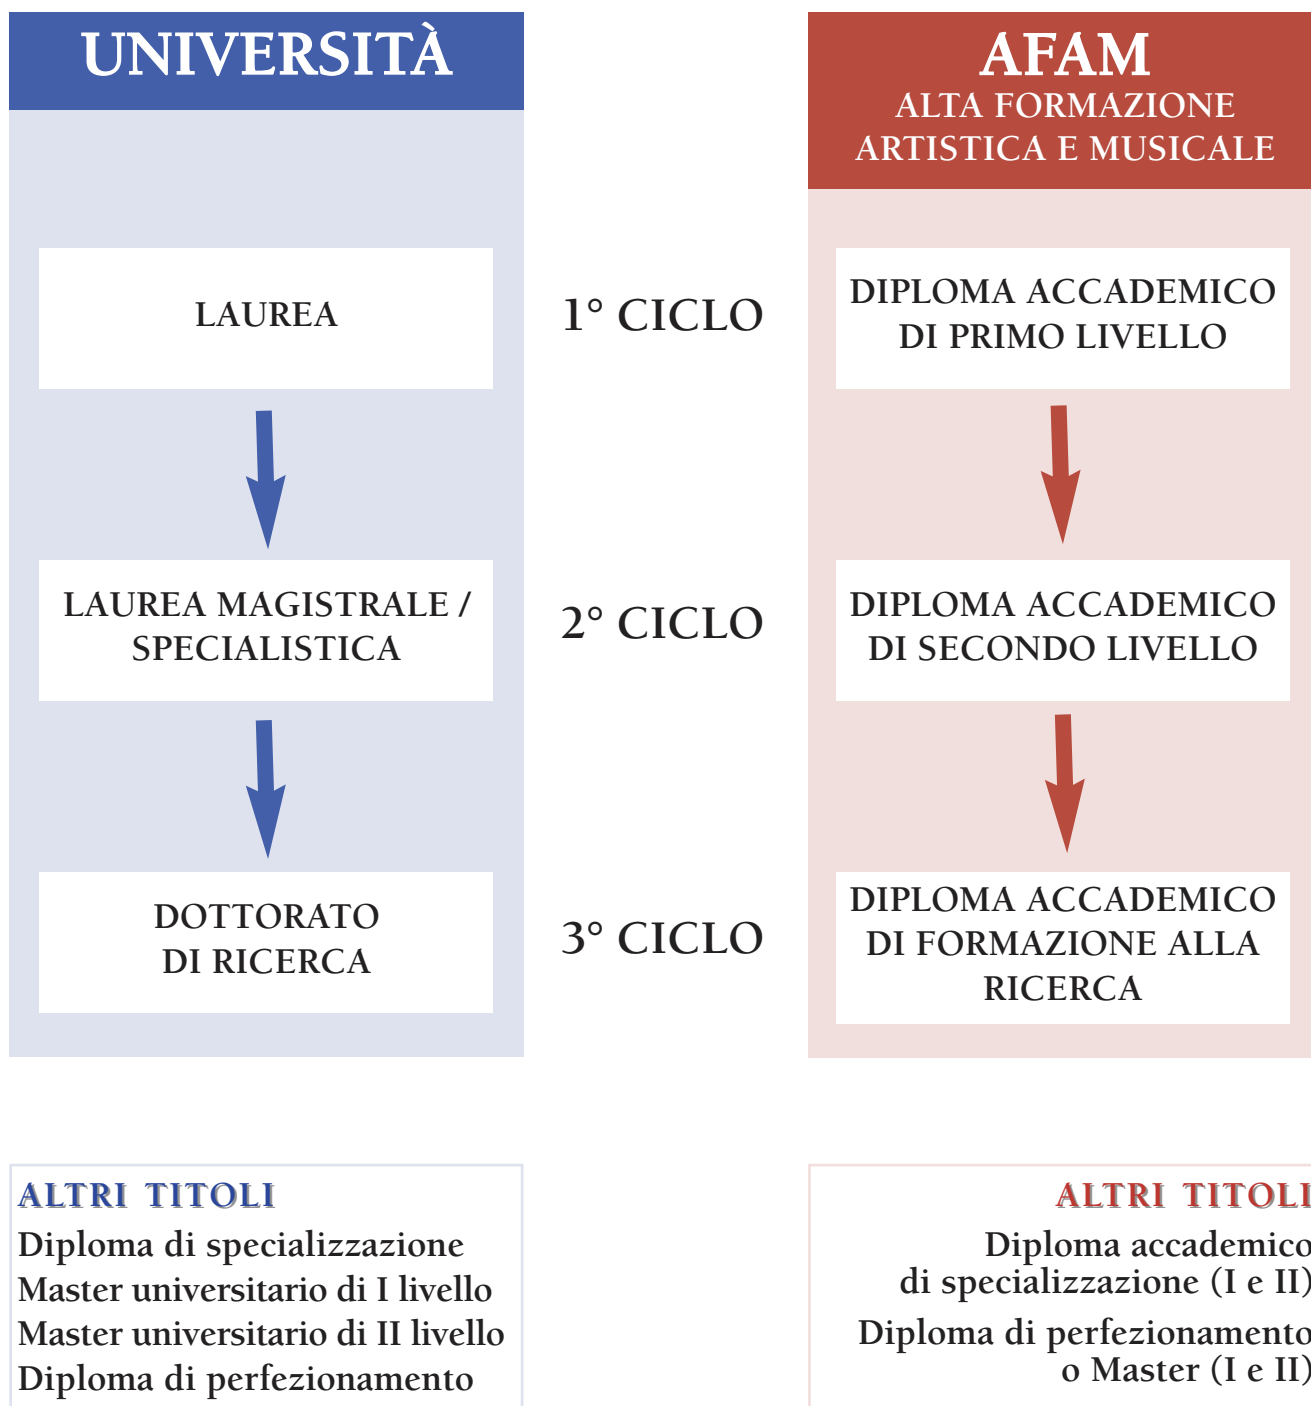 UNIVERSITÀ
LAUREA
LAUREA MAGISTRALE /
SPECIALISTICA
DOTTORATO
DI RICERCA
1° CICLO
2° CICLO
3° CICLO
AFAM
ALTA FORMAZIONE
ARTISTICA E MUSICALE
DIPLOMA ACCADEMICO
DI PRIMO LIVELLO
DIPLOMA ACCADEMICO
DI SECONDO LIVELLO
DIPLOMA ACCADEMICO
DI FORMAZIONE ALLA
RICERCA
ALTRI TITOLI
Diploma di specializzazione
Master universitario di I livello
Master universitario di II livello
Diploma di perfezionamento
ALTRI TITOLI
Diploma accademico
di specializzazione (I e II)
Diploma di perfezionamento
o Master (I e II)